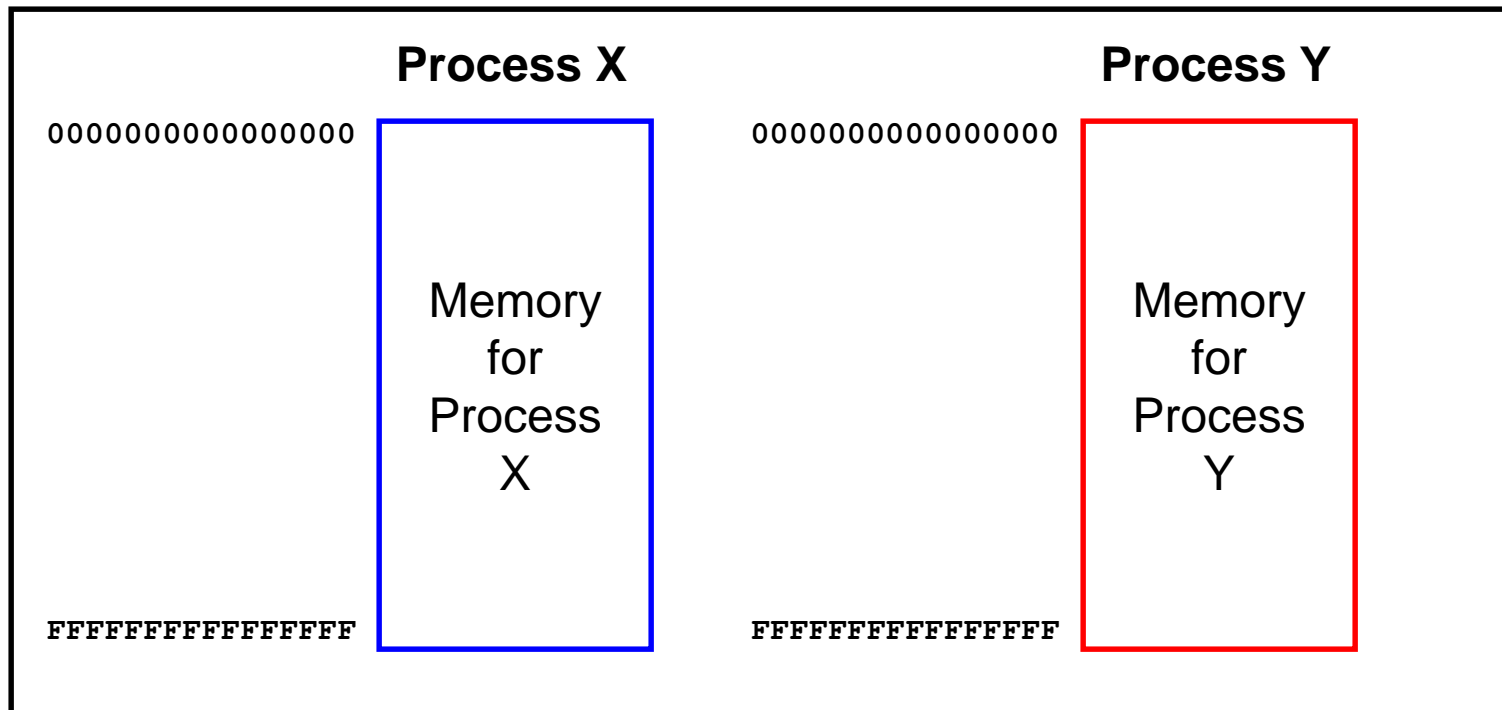 Process X
Process Y
0000000000000000
0000000000000000
Memory
for
Process
X
Memory
for
Process
Y
FFFFFFFFFFFFFFFF
FFFFFFFFFFFFFFFF